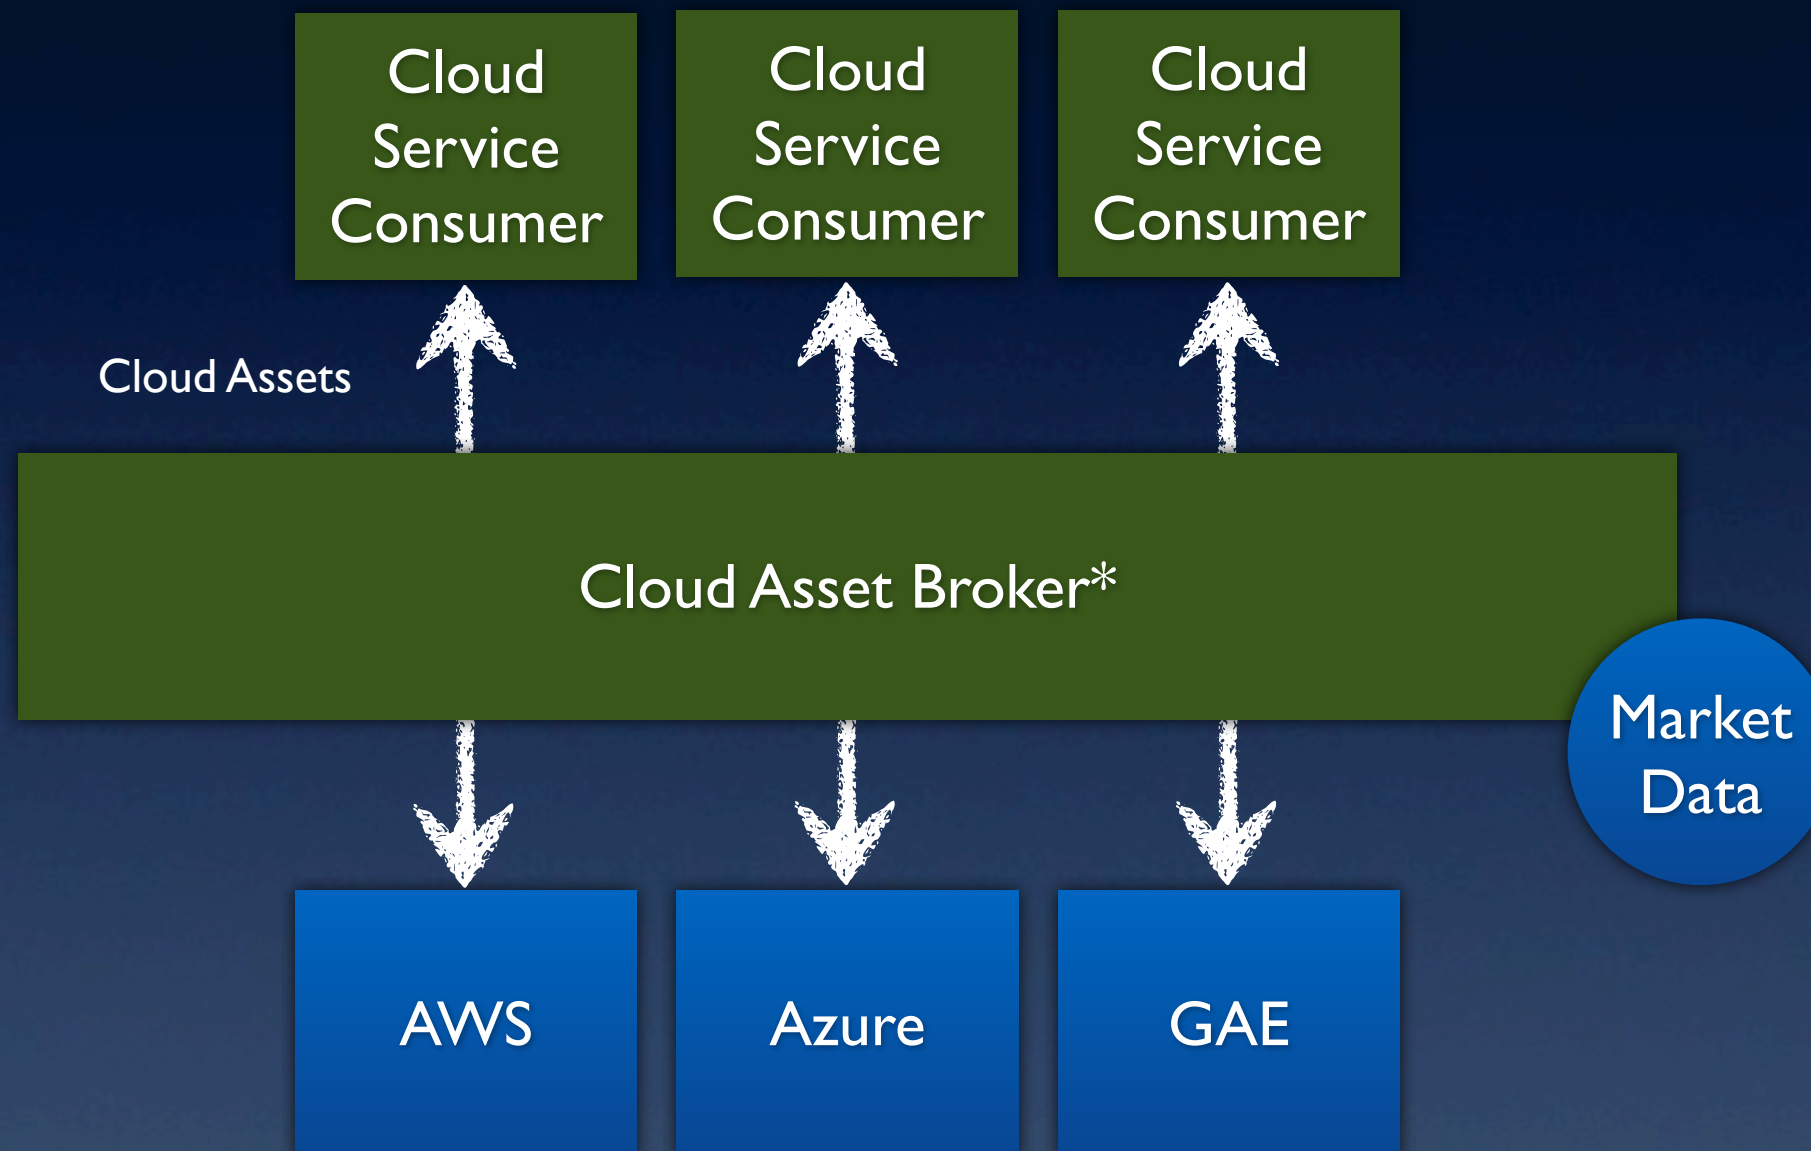 Cloud
Service
Consumer
Cloud
Service
Consumer
Cloud
Service
Consumer
Cloud Assets
Cloud Asset Broker*
Market
Data
AWS
Azure
GAE